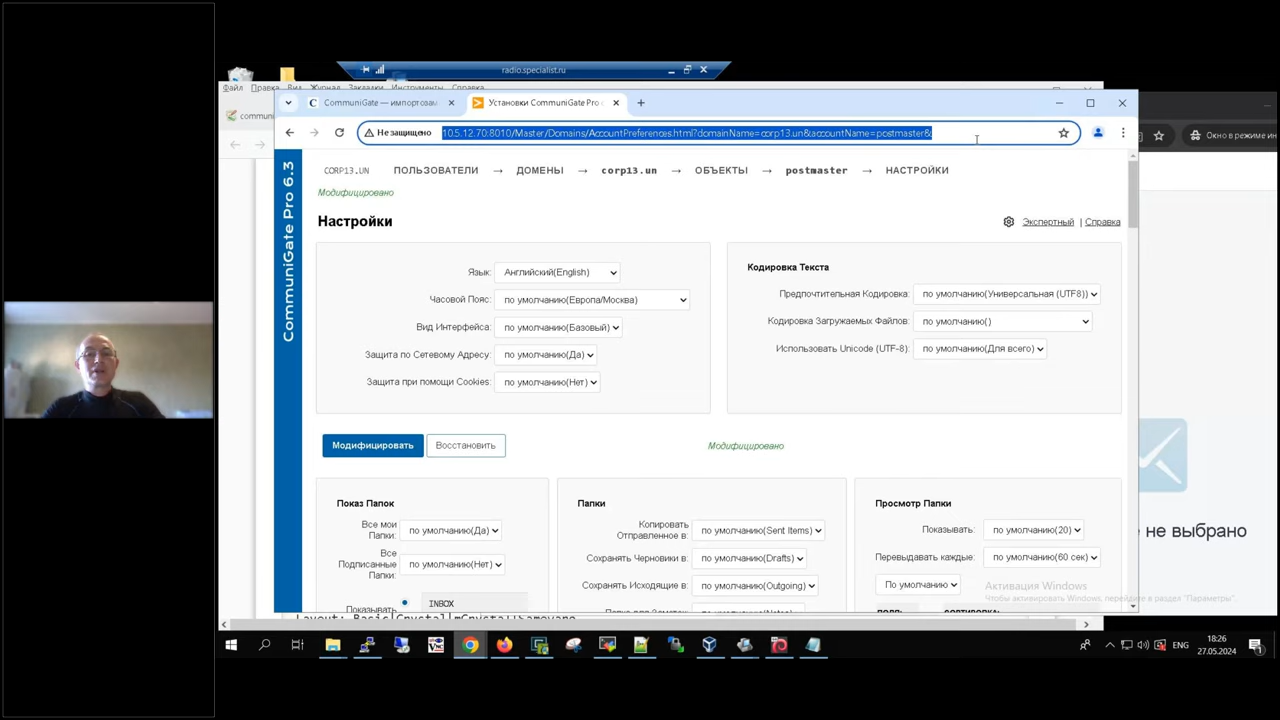 radio.specialist.ru
Файл Правка Вид Журнал Закладки Инструменты Справка
communi
CommuniGate — импортозам
Установки CommuniGate Pro
Окно в режиме ин
Не защищено
10.5.12.70:8010/Master/Domains/AccountPreferences.html?domainName=corp13.un&accountName=postmaster&
CommuniGate Pro 6.3
CORP13.UN ПОЛЬЗОВАТЕЛИ → ДОМЕНЫ → corp13.un → ОБЪЕКТЫ → postmaster → НАСТРОЙКИ
Модифицировано
Настройки
Экспертный | Справка
Язык: Английский(English)
Часовой Пояс: по умолчанию(Европа/Москва)
Вид Интерфейса: по умолчанию(Базовый)
Защита по Сетевому Адресу: по умолчанию(Да)
Защита при помощи Cookies: по умолчанию(Нет)
Кодировка Текста
Предпочтительная Кодировка: по умолчанию(Универсальная (UTF8))
Кодировка Загружаемых Файлов: по умолчанию()
Использовать Unicode (UTF-8): по умолчанию(Для всего)
Модифицировать
Восстановить
Модифицировано
Показ Папок
Все мои
Папки: по умолчанию(Да)
Все
Подписанные
Папки: по умолчанию(Нет)
Показывать
INBOX
Папки
Копировать
Отправленное в: по умолчанию(Sent Items)
Сохранять Черновики в: по умолчанию(Drafts)
Сохранять Исходящие в: по умолчанию(Outgoing)
Просмотр Папки
Показывать: по умолчанию(20)
Перевыдавать каждые: по умолчанию(60 сек)
По умолчанию
е не выбрано
Активация Windows
Чтобы активировать Windows, перейдите в раздел "Параметры".
ENG
18:26
27.05.2024
1